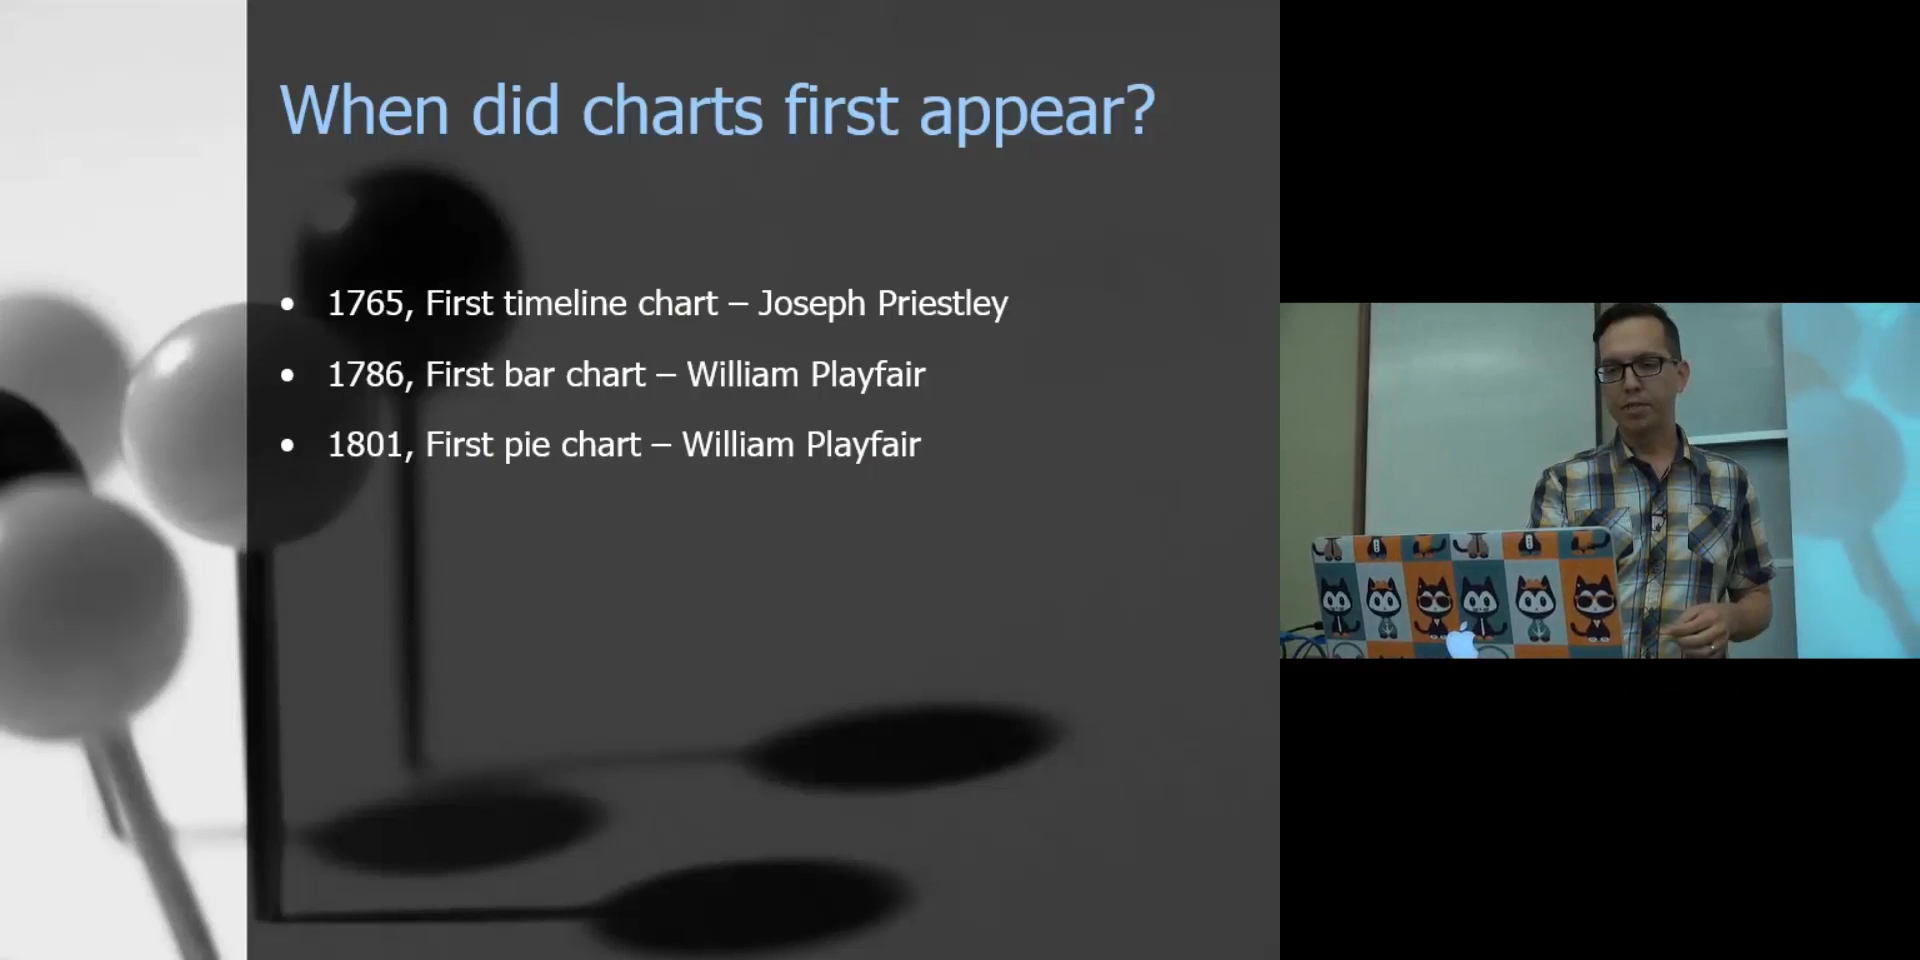 When did charts first appear?
• 1765, First timeline chart – Joseph Priestley
• 1786, First bar chart – William Playfair
• 1801, First pie chart – William Playfair